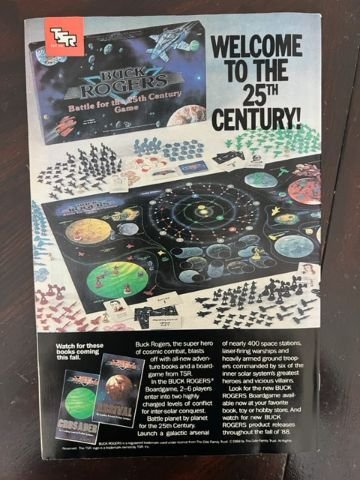 TSR
WELCOME
TO THE
25TH
CENTURY!
BUCK
ROGERS
Battle for the 25th Century
Game
Watch for these
books coming
this fall.
ARRIVAL
Buck Rogers, the super hero
of cosmic combat, blasts
off with all-new adven-
ture books and a board-
game from TSR.
In the BUCK ROGERS®
Boardgame, 2-6 players
enter into two highly
charged levels of conflict
for inter-solar conquest.
Battle planet by planet
for the 25th Century.
Launch a galactic arsenal
of nearly 400 space stations,
laser-firing warships and
heavily armed ground troop-
ers commanded by six of the
inner solar system's greatest
heroes and vicious villains.
Look for the new BUCK
ROGERS Boardgame avail-
able now at your favorite
book, toy or hobby store. And
watch for new BUCK
ROGERS product releases
throughout the fall of '88.